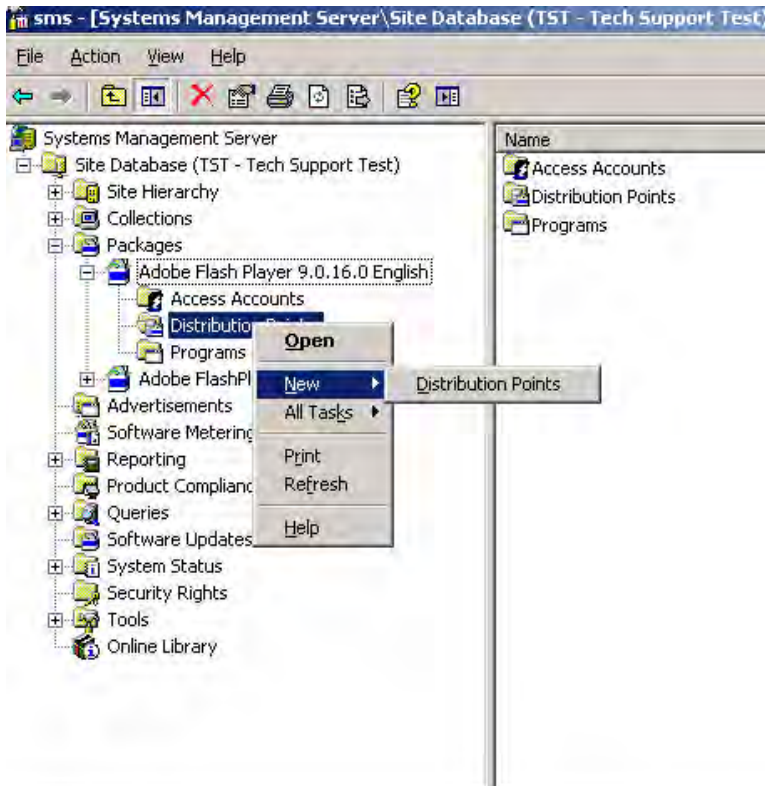 sms - [Systems Management Server\Site Database (TST - Tech Support Test)
File Action View Help
Systems Management Server
Site Database (TST - Tech Support Test)
Site Hierarchy
Collections
Packages
Adobe Flash Player 9.0.16.0 English
Access Accounts
Distribution
Programs
Adobe FlashPl
Advertisements
Software Metering
Reporting
Product Complianc
Queries
Software Updates
System Status
Security Rights
Tools
Online Library
Open
New
All Tasks
Print
Refresh
Help
Distribution Points
Name
Access Accounts
Distribution Points
Programs